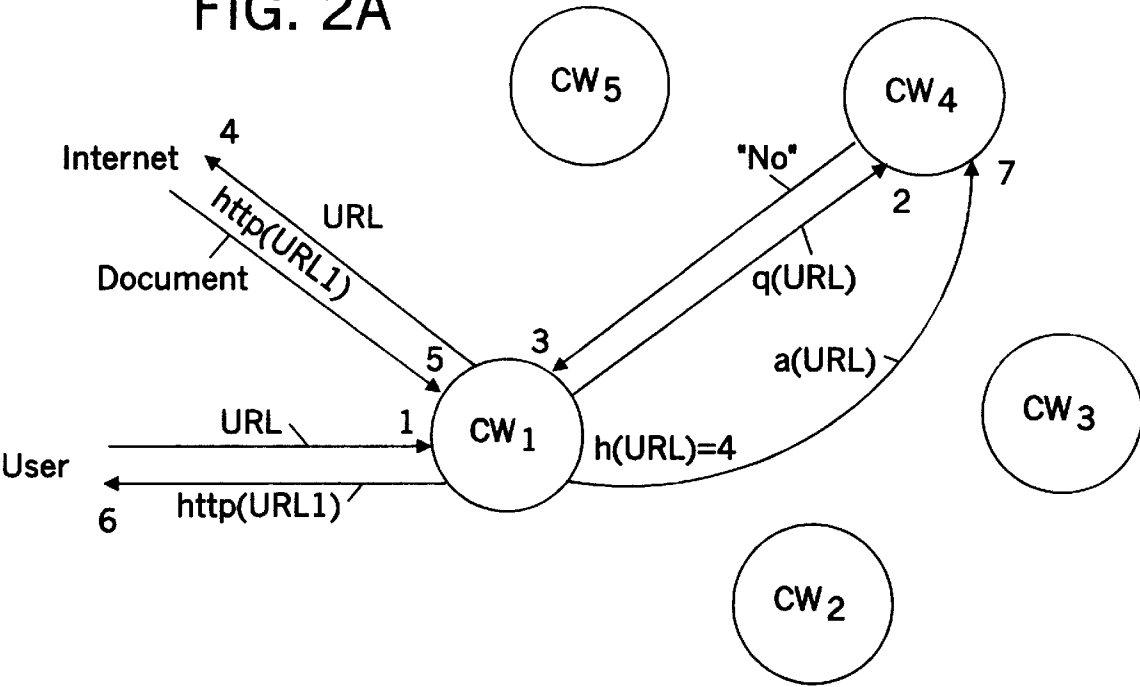 FIG. 2A
CW5
CW4
4
Internet
"No"
7
2
URL
http(URL1)
Document
q(URL)
3
5
a(URL)
CW3
URL
1
CW1
h(URL)=4
User
http(URL1)
6
CW2